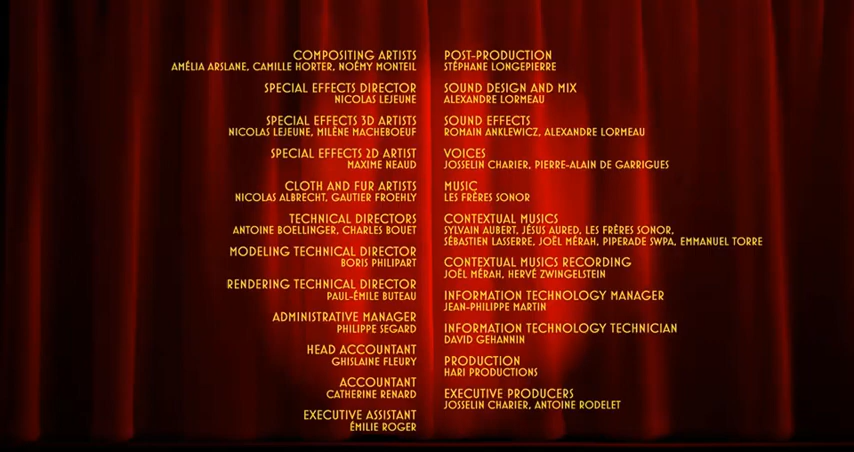 COMPOSITING ARTISTS
AMÉLIA ARSLANE, CAMILLE HORTER, NOÉMY MONTEIL
SPECIAL EFFECTS DIRECTOR
NICOLAS LEJEUNE
SPECIAL EFFECTS 3D ARTISTS
NICOLAS LEJEUNE, MILÈNE MACHEBOEUF
SPECIAL EFFECTS 2D ARTIST
MAXIME NEAUD
CLOTH AND FUR ARTISTS
NICOLAS ALBRECHT, GAUTIER FROEHLY
TECHNICAL DIRECTORS
ANTOINE BOELLINGER, CHARLES BOUET
MODELING TECHNICAL DIRECTOR
BORIS PHILIPART
RENDERING TECHNICAL DIRECTOR
PAUL-ÉMILE BUTEAU
ADMINISTRATIVE MANAGER
PHILIPPE SEGARD
HEAD ACCOUNTANT
GHISLAINE FLEURY
ACCOUNTANT
CATHERINE RENARD
EXECUTIVE ASSISTANT
ÉMILIE ROGER
POST-PRODUCTION
STÉPHANE LONGEPIERRE
SOUND DESIGN AND MIX
ALEXANDRE LORMEAU
SOUND EFFECTS
ROMAIN ANKLEWICZ, ALEXANDRE LORMEAU
VOICES
JOSSELIN CHARIER, PIERRE-ALAIN DE GARRIGUES
MUSIC
LES FRÈRES SONOR
CONTEXTUAL MUSICS
SYLVAIN AUBERT, JÉSUS AURED, LES FRÈRES SONOR,
SÉBASTIEN LASSERRE, JOËL MÉRAH, PIPERADE SWPA, EMMANUEL TORRE
CONTEXTUAL MUSICS RECORDING
JOËL MÉRAH, HERVÉ ZWINGELSTEIN
INFORMATION TECHNOLOGY MANAGER
JEAN-PHILIPPE MARTIN
INFORMATION TECHNOLOGY TECHNICIAN
DAVID GEHANNIN
PRODUCTION
HARI PRODUCTIONS
EXECUTIVE PRODUCERS
JOSSELIN CHARIER, ANTOINE RODELET